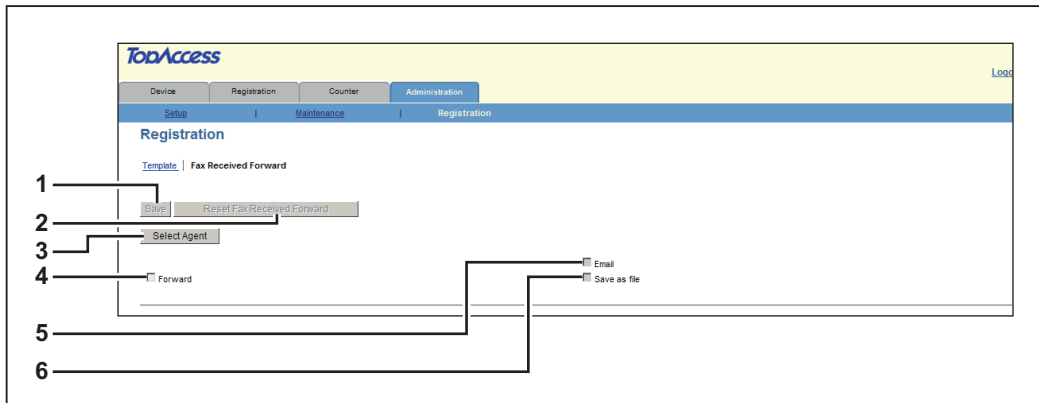 TopAccess
Logo
Device Registration Counter Administration
Setup | Maintenance | Registration
Registration
Template | Fax Received Forward
1
Save Reset Fax Received Forward
2
Select Agent
3
Email
4
Forward Save as file
5
6